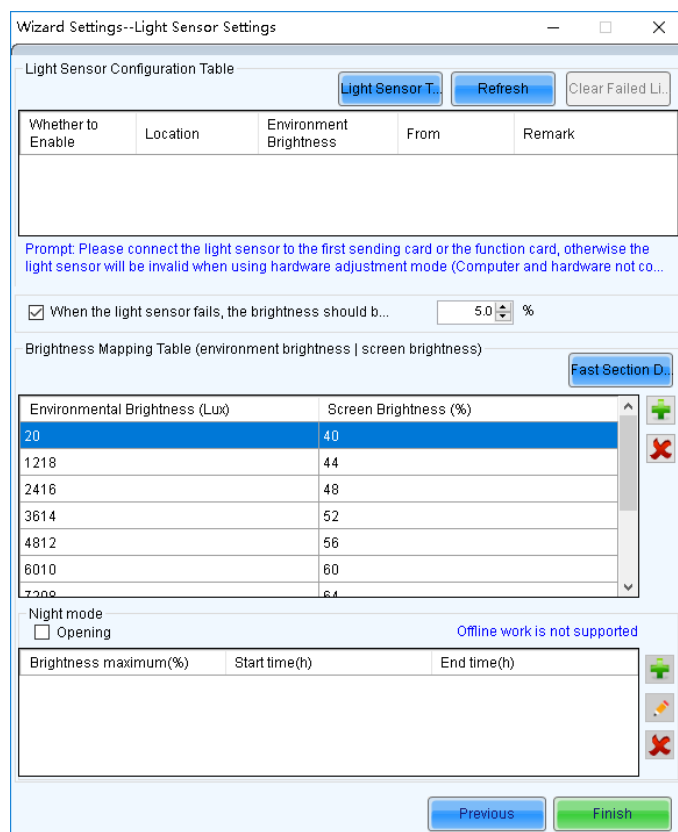 Wizard Settings--Light Sensor Settings
Light Sensor Configuration Table
Light Sensor T...
Refresh
Clear Failed Li..
Whether to Enable
Location
Environment Brightness
From
Remark
Prompt: Please connect the light sensor to the first sending card or the function card, otherwise the
light sensor will be invalid when using hardware adjustment mode (Computer and hardware not co...
When the light sensor fails, the brightness should b... 5.0 %
Brightness Mapping Table (environment brightness | screen brightness)
Fast Section D...
Environmental Brightness (Lux) Screen Brightness (%)
20 40
1218 44
2416 48
3614 52
4812 56
6010 60
7208 64
Night mode
Opening
Offline work is not supported
Brightness maximum(%) Start time(h) End time(h)
Previous
Finish